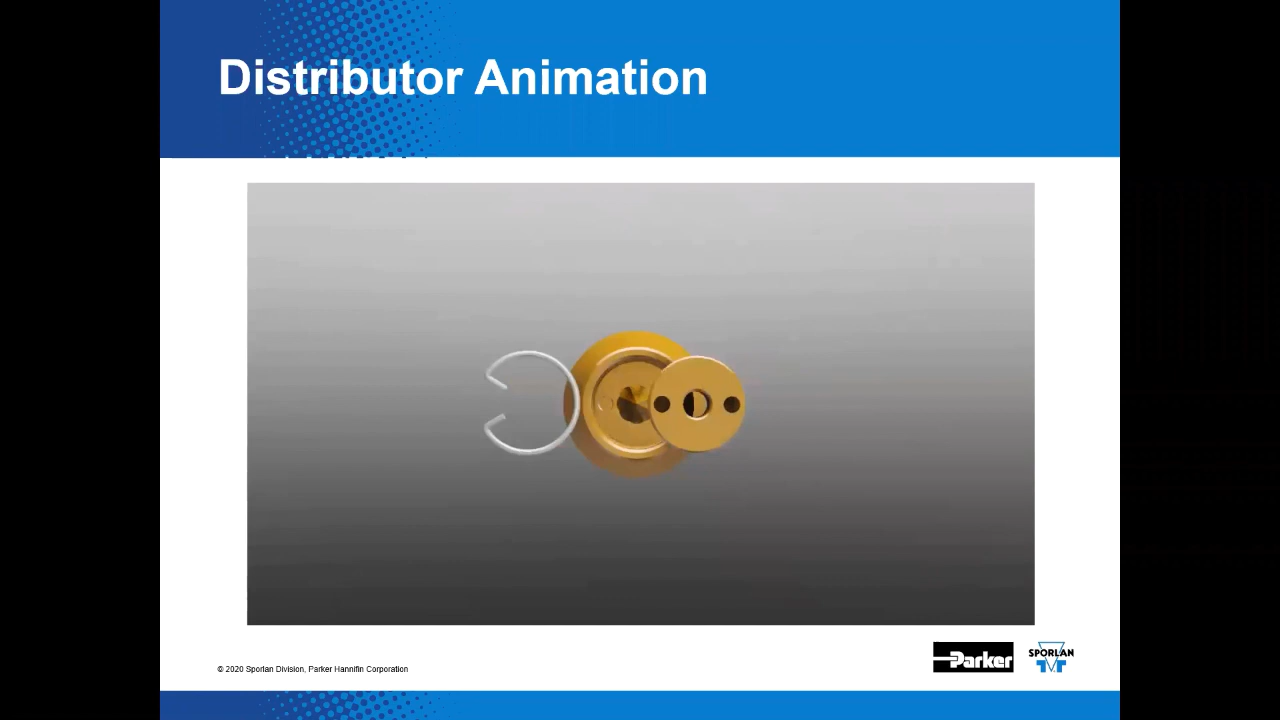 Distributor Animation
© 2020 Sporlan Division, Parker Hannifin Corporation
Parker
SPORLAN